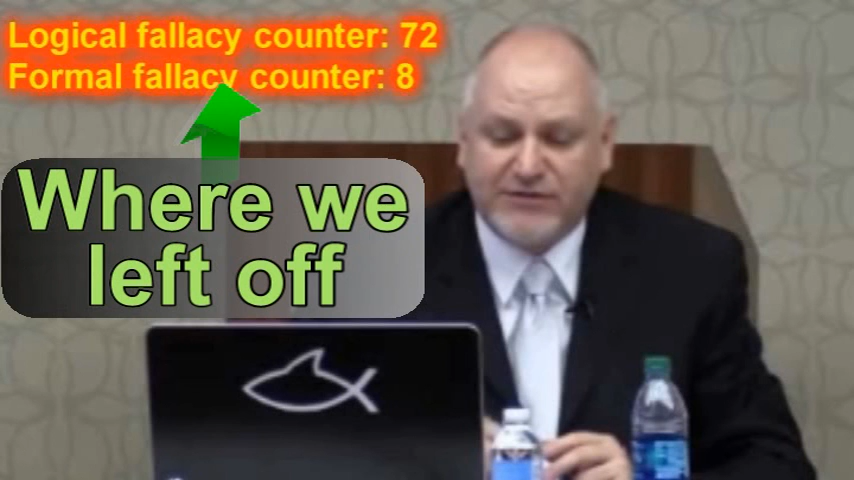 Logical fallacy counter: 72
Formal fallacy counter: 8
Where we
left off